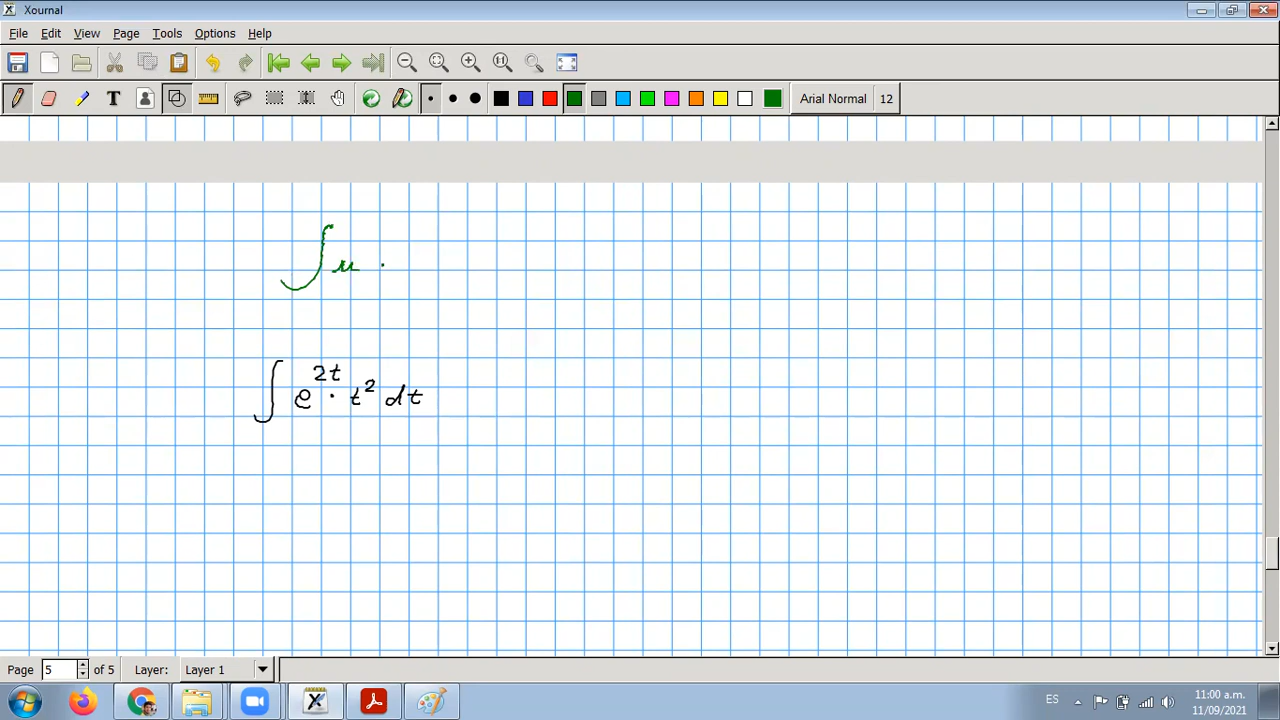 Xournal
File Edit View Page Tools Options Help
Arial Normal 12
∫ u ·
∫ e^{2t} · t² dt
Page 5 of 5 Layer: Layer 1
ES 11:00 a.m.
11/09/2021